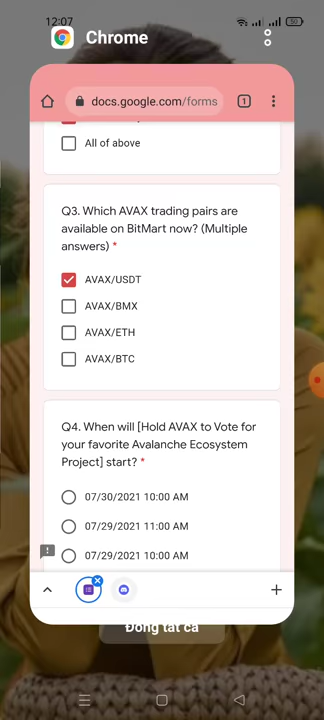 12:07
50
Chrome
docs.google.com/forms
1
All of above
Q3. Which AVAX trading pairs are
available on BitMart now? (Multiple
answers) *
AVAX/USDT
AVAX/BMX
AVAX/ETH
AVAX/BTC
Q4. When will [Hold AVAX to Vote for
your favorite Avalanche Ecosystem
Project] start? *
07/30/2021 10:00 AM
07/29/2021 11:00 AM
07/29/2021 10:00 AM
Đóng tất cả